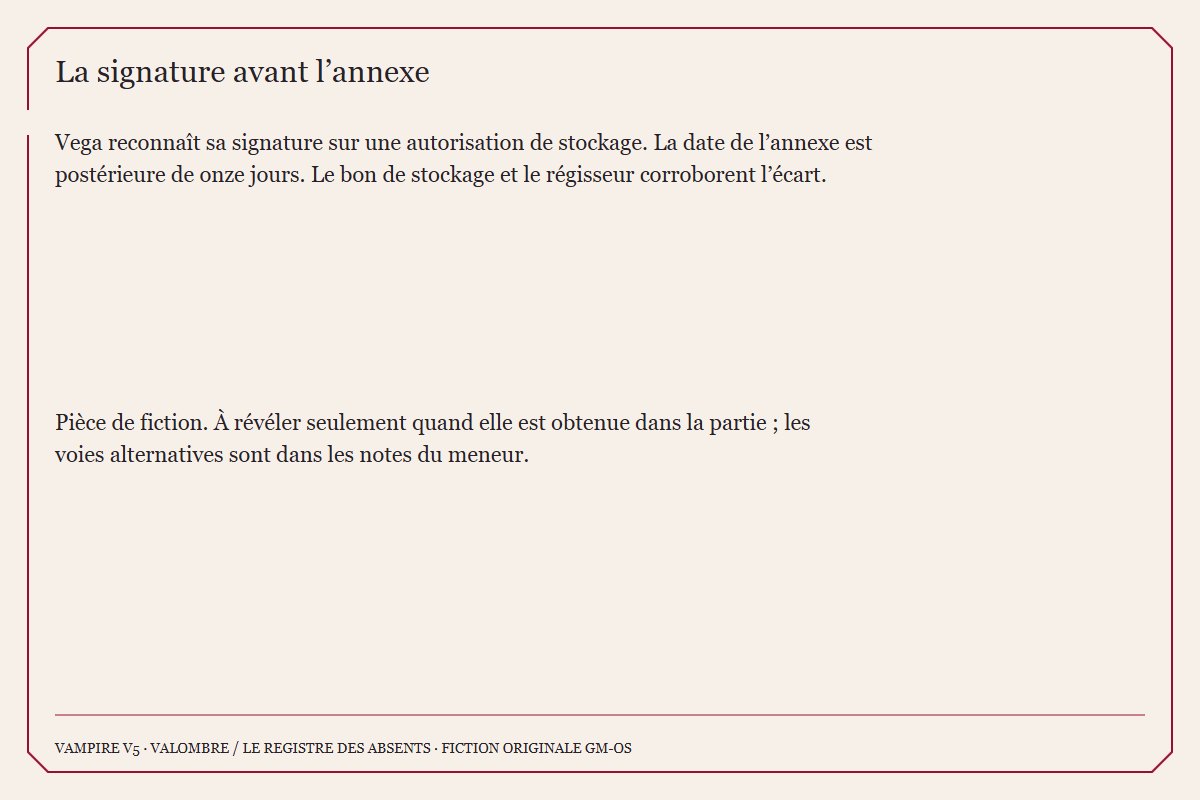 La signature avant l’annexe
Vega reconnaît sa signature sur une autorisation de stockage. La date de l’annexe est
postérieure de onze jours. Le bon de stockage et le régisseur corroborent l’écart.
Pièce de fiction. À révéler seulement quand elle est obtenue dans la partie ; les
voies alternatives sont dans les notes du meneur.
VAMPIRE V5 · VALOMBRE / LE REGISTRE DES ABSENTS · FICTION ORIGINALE GM-OS